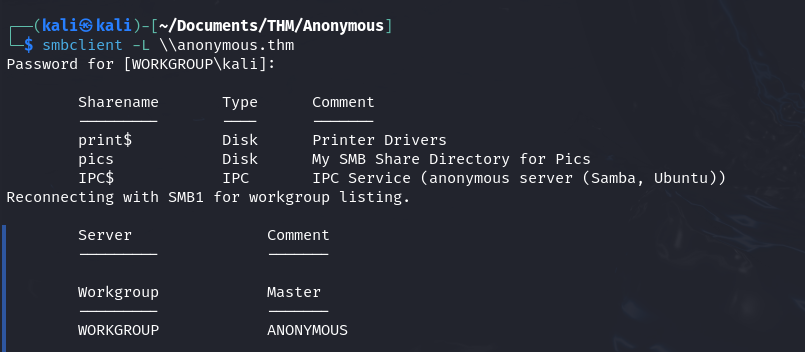 ┌──(kali㉿kali)-[~/Documents/THM/Anonymous]
└─$ smbclient -L \\anonymous.thm
Password for [WORKGROUP\kali]:
Sharename Type Comment
--------- ---- -------
print$ Disk Printer Drivers
pics Disk My SMB Share Directory for Pics
IPC$ IPC IPC Service (anonymous server (Samba, Ubuntu))
Reconnecting with SMB1 for workgroup listing.
Server Comment
--------- -------
Workgroup Master
--------- -------
WORKGROUP ANONYMOUS